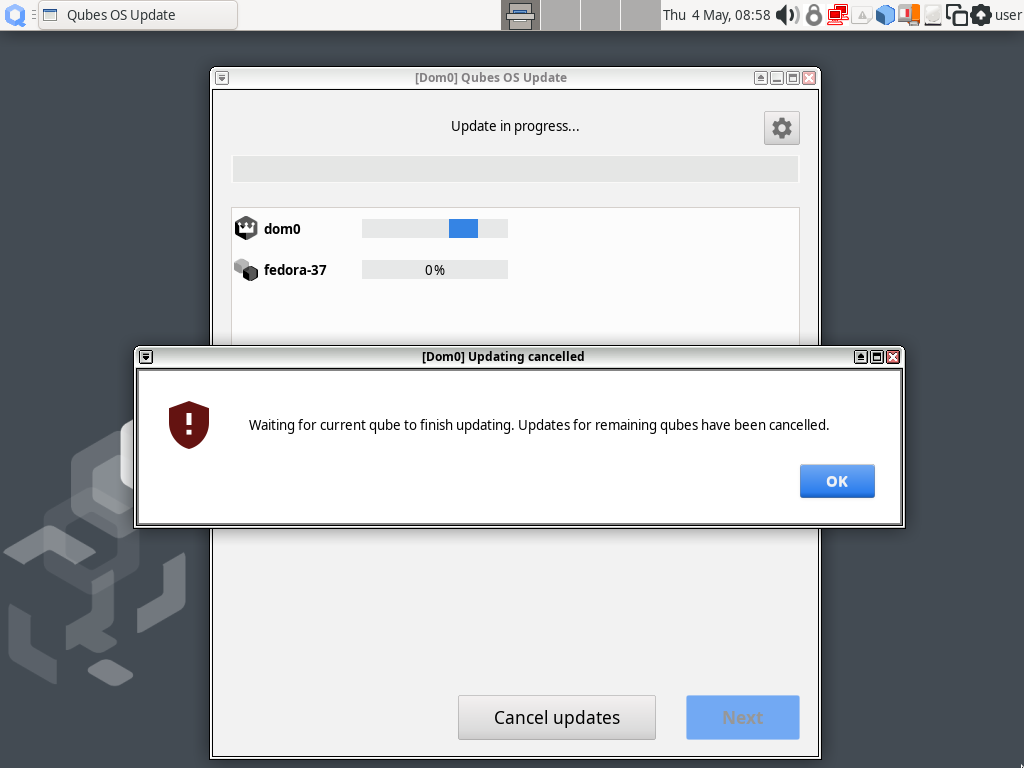 Qubes OS Update
Thu 4 May, 08:58
user
[Dom0] Qubes OS Update
Update in progress...
dom0
fedora-37
0%
[Dom0] Updating cancelled
Waiting for current qube to finish updating. Updates for remaining qubes have been cancelled.
OK
Cancel updates
Next